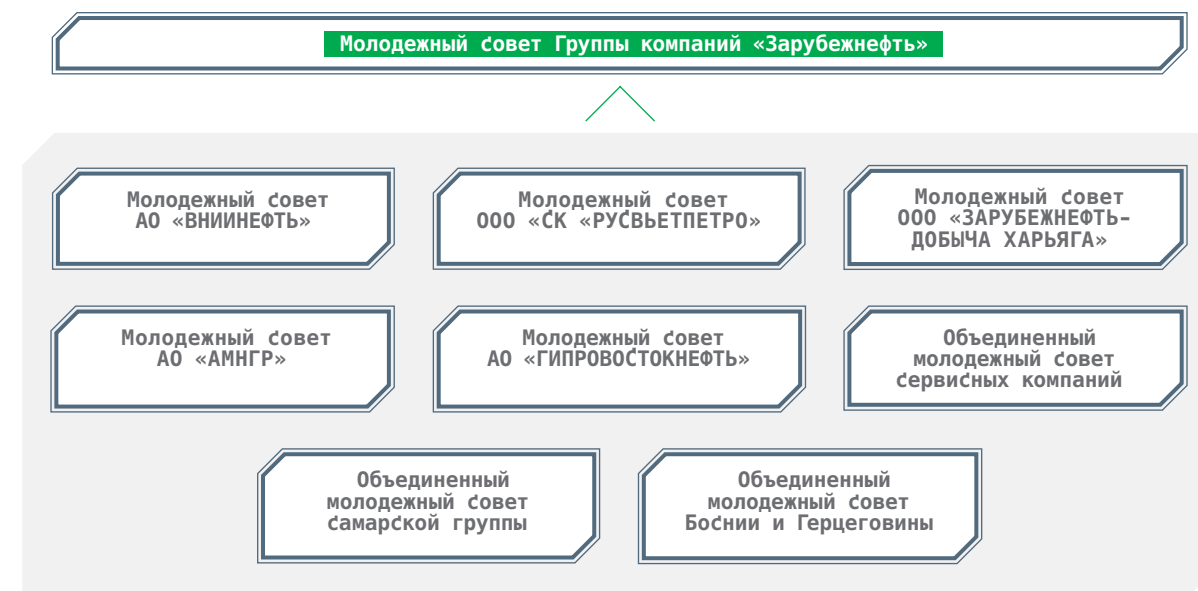 Молодежный совет Группы компаний «Зарубежнефть»
Молодежный совет
АО «ВНИИНЕФТЬ»
Молодежный совет
ООО «СК «РУСВЬЕТПЕТРО»
Молодежный совет
ООО «ЗАРУБЕЖНЕФТЬ-
ДОБЫЧА ХАРЬЯГА»
Молодежный совет
АО «АМНГР»
Молодежный совет
АО «ГИПРОВОСТОКНЕФТЬ»
Объединенный
молодежный совет
сервисных компаний
Объединенный
молодежный совет
самарской группы
Объединенный
молодежный совет
Боснии и Герцеговины